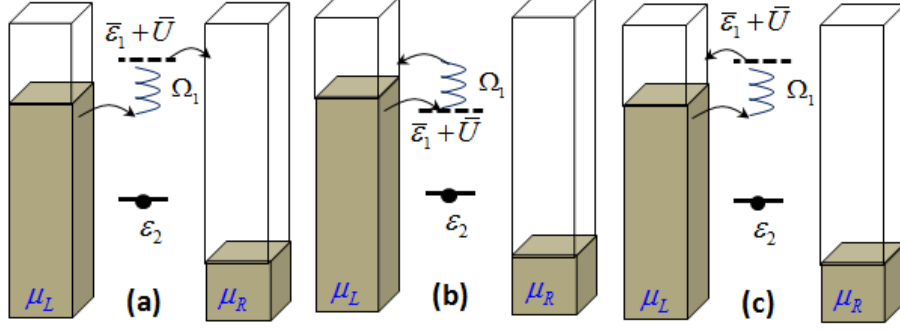 ε̄₁ + Ū
Ω₁
ε₂
μ_L
(a)
μ_R
Ω₁
ε̄₁ + Ū
ε₂
μ_L
(b)
μ_R
ε̄₁ + Ū
Ω₁
ε₂
μ_L
(c)
μ_R